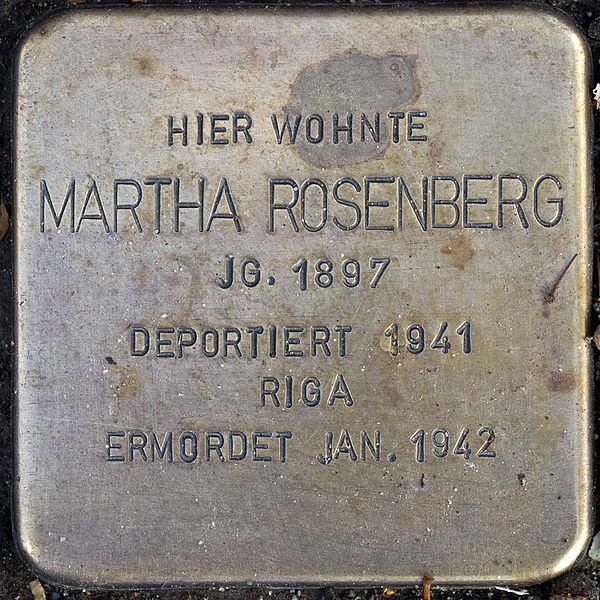 HIER WOHNTE
MARTHA ROSENBERG
JG. 1897
DEPORTIERT 1941
RIGA
ERMORDET JAN. 1942